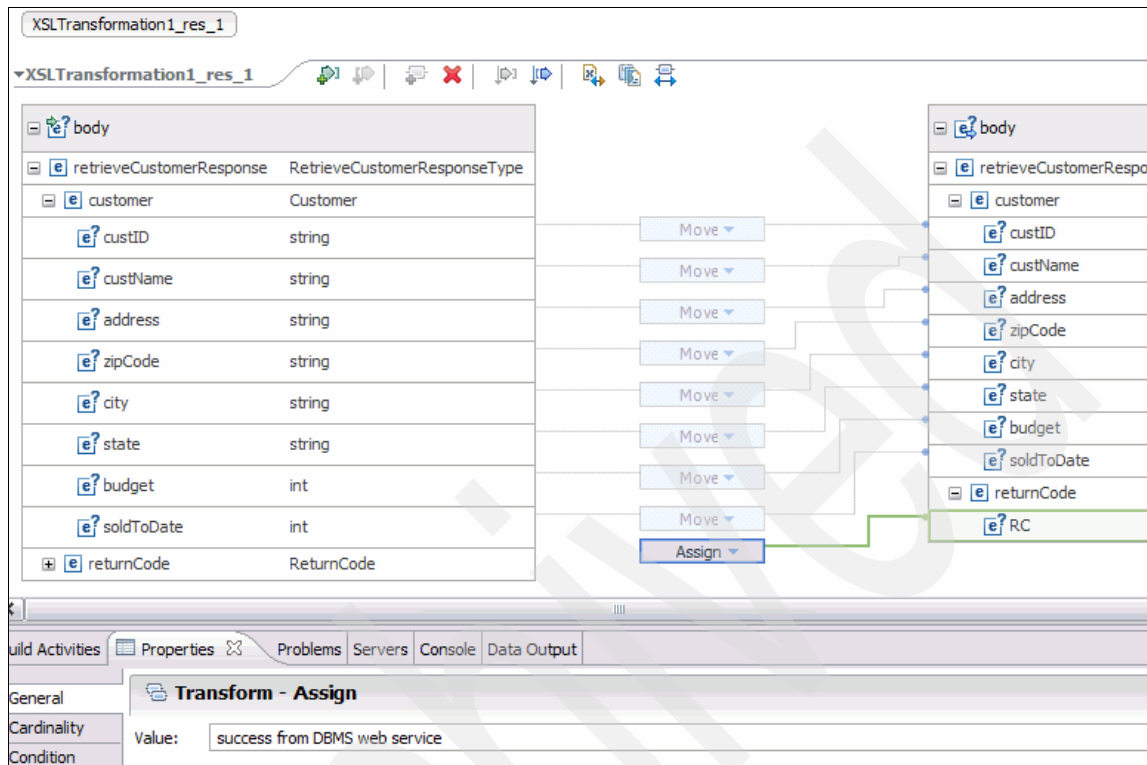 XSLTransformation1_res_1
XSLTransformation1_res_1
body
retrieveCustomerResponse RetrieveCustomerResponseType
customer Customer
custID string
custName string
address string
zipCode string
city string
state string
budget int
soldToDate int
returnCode ReturnCode
Move
Move
Move
Move
Move
Move
Move
Move
Assign
body
retrieveCustomerRespo
customer
custID
custName
address
zipCode
city
state
budget
soldToDate
returnCode
RC
uild Activities Properties Problems Servers Console Data Output
General
Cardinality
Condition
Transform - Assign
Value: success from DBMS web service